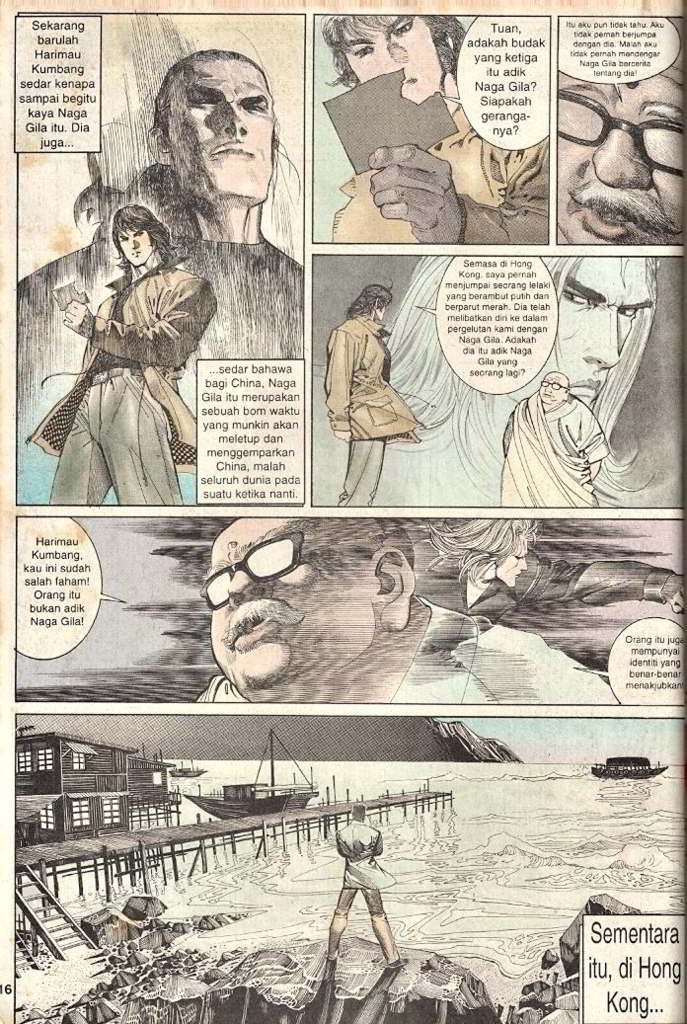 Sekarang
barulah
Harimau
Kumbang
sedar kenapa
sampai begitu
kaya Naga
Gila itu. Dia
juga...
...sedar bahawa
bagi China, Naga
Gila itu merupakan
sebuah bom waktu
yang munkin akan
meletup dan
menggemparkan
China, malah
seluruh dunia pada
suatu ketika nanti.
Tuan,
adakah budak
yang ketiga
itu adik
Naga Gila?
Siapakah
geranga-
nya?
Itu aku pun tidak tahu. Aku
tidak pernah berjumpa
dengan dia. Malah aku
tidak pernah mendengar
Naga Gila bercerita
tentang dia!
Semasa di Hong
Kong, saya pernah
menjumpai seorang lelaki
yang berambut putih dan
berparut merah. Dia telah
melibatkan diri ke dalam
pergelutan kami dengan
Naga Gila. Adakah
dia itu adik Naga
Gila yang
seorang lagi?
Harimau
Kumbang,
kau ini sudah
salah faham!
Orang itu
bukan adik
Naga Gila!
Orang itu juga
mempunyai
identiti yang
benar-benar
menakjubkan!
Sementara
itu, di Hong
Kong...
16